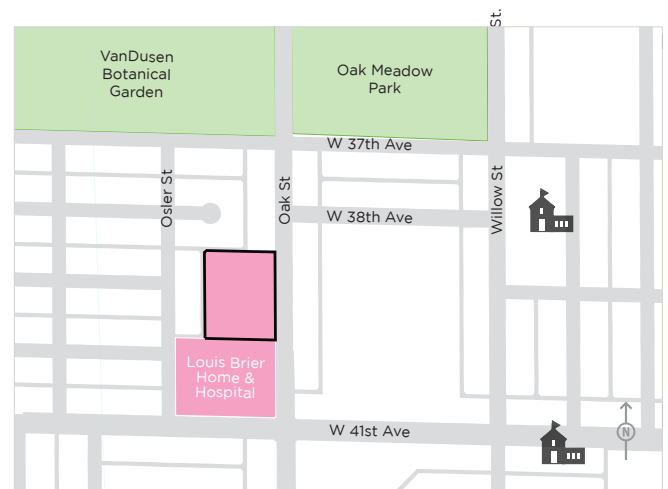 St.
VanDusen
Botanical
Garden
Oak Meadow
Park
W 37th Ave
Osler St
Oak St
Willow St
W 38th Ave
Louis Brier
Home &
Hospital
W 41st Ave
N